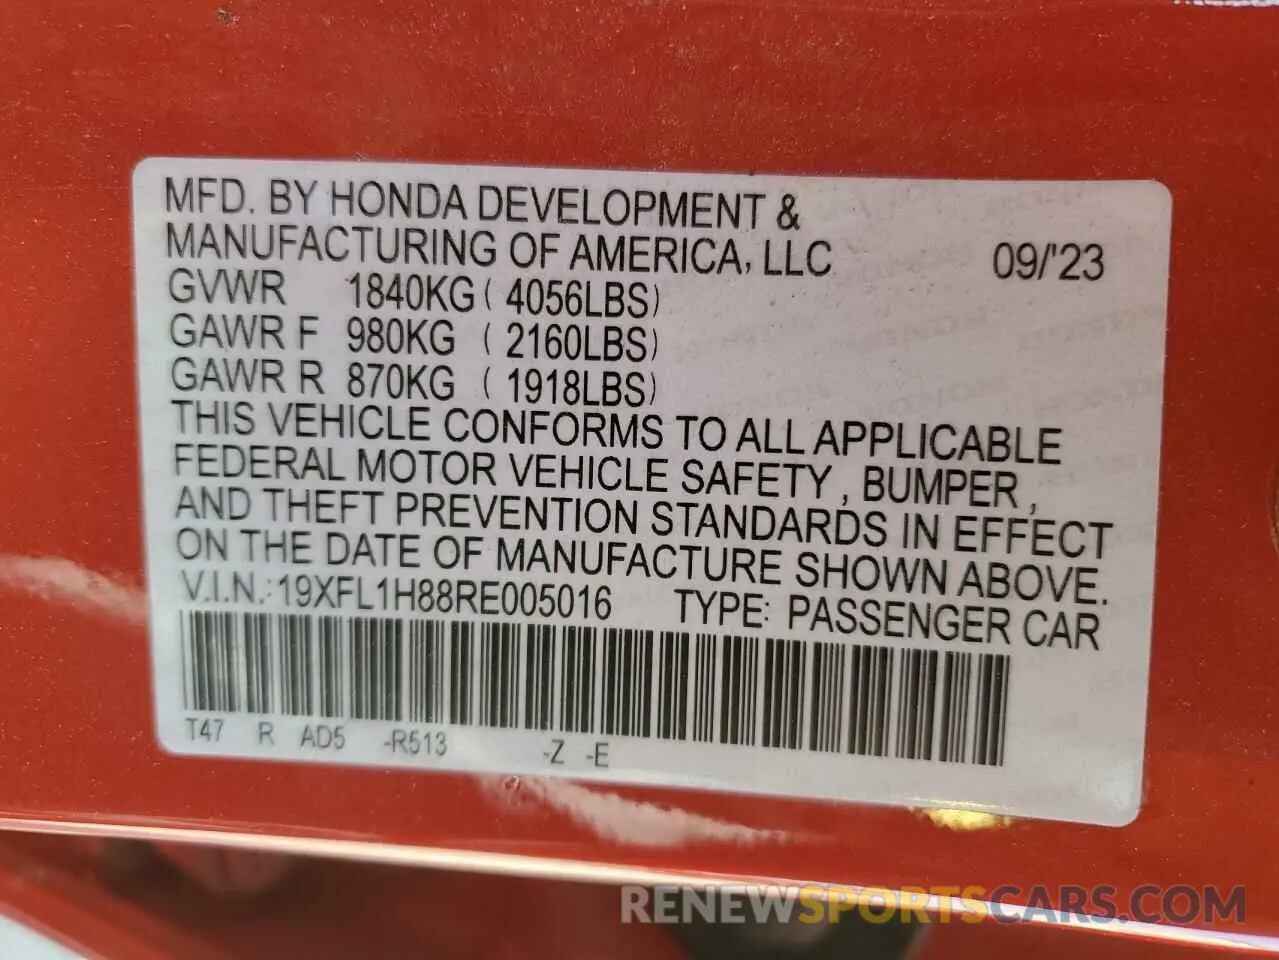 MFD. BY HONDA DEVELOPMENT &
MANUFACTURING OF AMERICA, LLC 09/'23
GVWR 1840KG ( 4056LBS)
GAWR F 980KG ( 2160LBS)
GAWR R 870KG ( 1918LBS)
THIS VEHICLE CONFORMS TO ALL APPLICABLE
FEDERAL MOTOR VEHICLE SAFETY , BUMPER ,
AND THEFT PREVENTION STANDARDS IN EFFECT
ON THE DATE OF MANUFACTURE SHOWN ABOVE.
V.I.N.: 19XFL1H88RE005016 TYPE: PASSENGER CAR
T47 R AD5 -R513 -Z -E
RENEWSPORTSCARS.COM